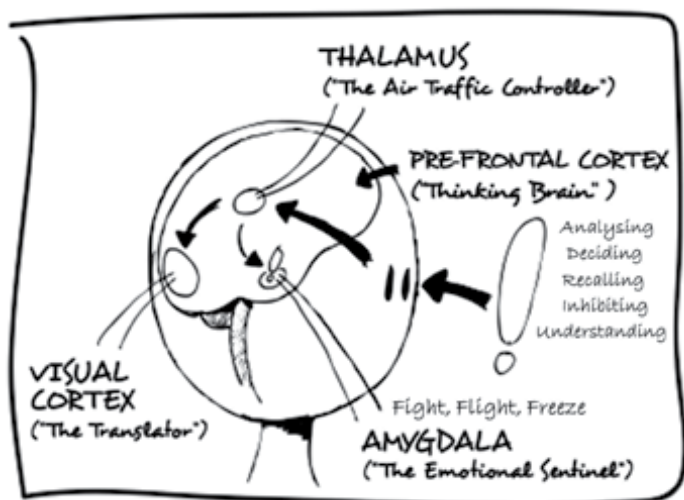 THALAMUS
("The Air Traffic Controller")
PRE-FRONTAL CORTEX
("Thinking Brain" )
Analysing
Deciding
Recalling
Inhibiting
Understanding
VISUAL
CORTEX
("The Translator")
Fight, Flight, Freeze
AMYGDALA
("The Emotional Sentinel")